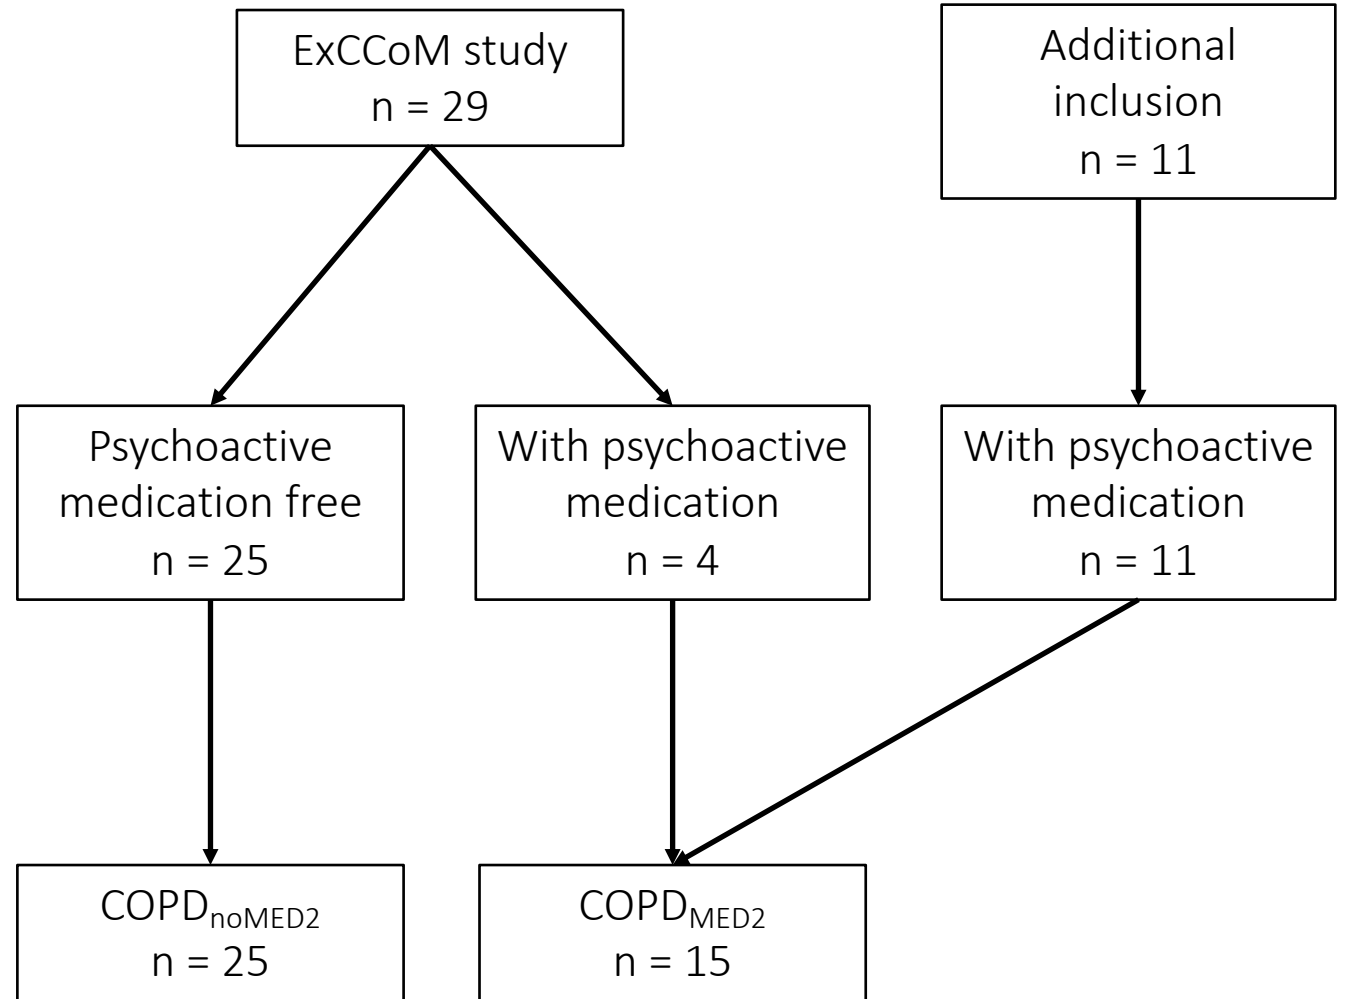 ExCCoM study
n = 29
Additional
inclusion
n = 11
Psychoactive
medication free
n = 25
With psychoactive
medication
n = 4
With psychoactive
medication
n = 11
COPDnoMED2
n = 25
COPDMED2
n = 15